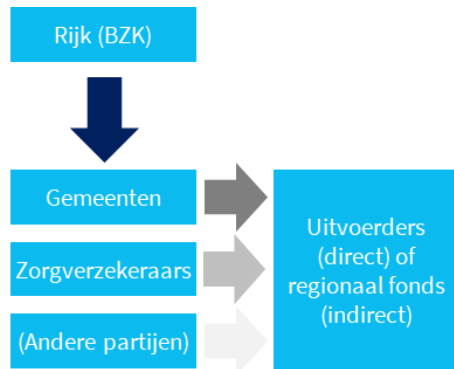 Rijk (BZK)
Gemeenten
Zorgverzekeraars
(Andere partijen)
Uitvoerders
(direct) of
regionaal fonds
(indirect)